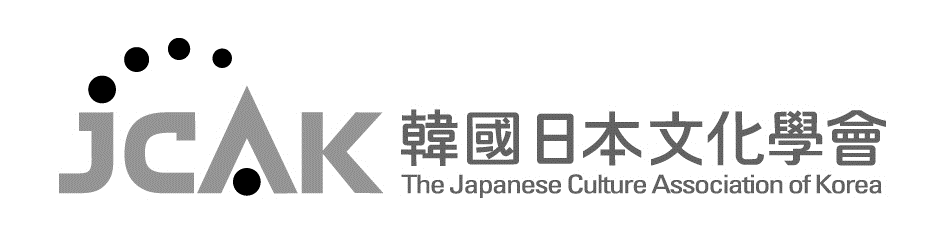 JCAK
韓國日本文化學會
The Japanese Culture Association of Korea